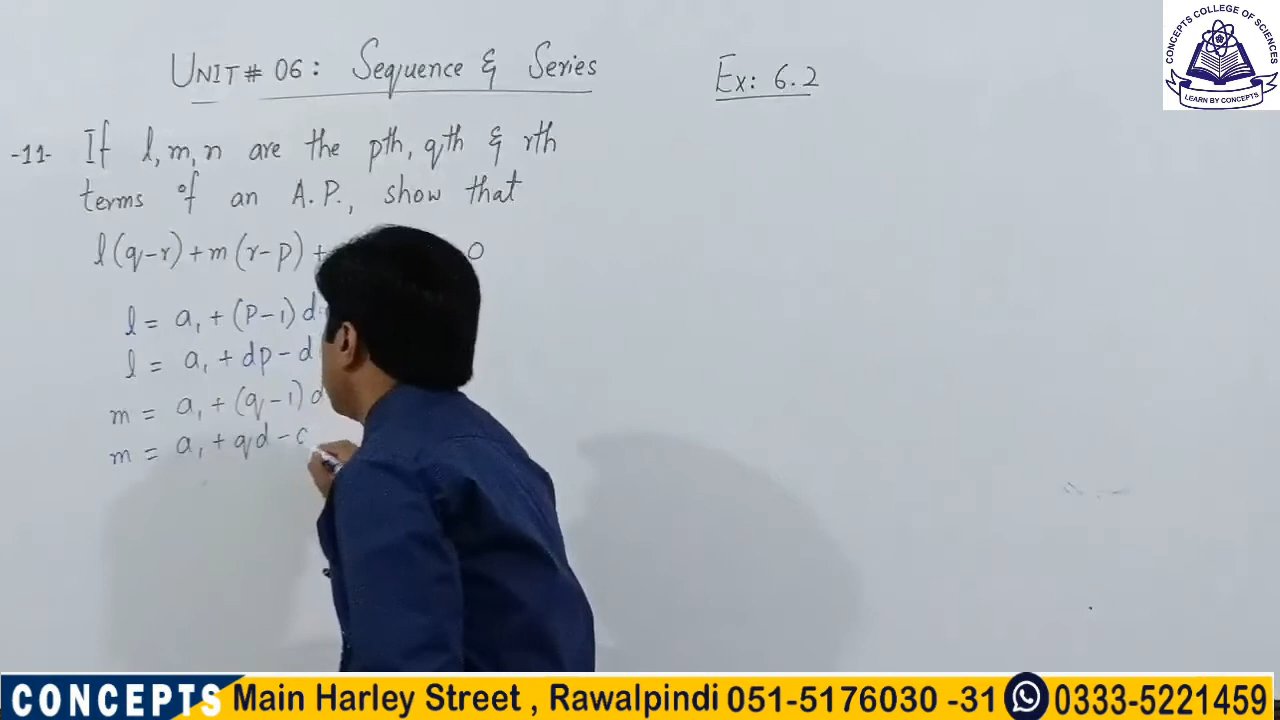 UNIT# 06: Sequence & Series
Ex: 6.2
-11- If l, m, n are the pth, qth & rth
terms of an A.P., show that
l(q-r)+m(r-p)+ 0
l = a₁ + (p-1)d
l = a₁ + dp - d
m = a₁ + (q-1)d
m = a₁ + qd -
CONCEPTS COLLEGE OF SCIENCES
LEARN BY CONCEPTS
CONCEPTS Main Harley Street , Rawalpindi 051-5176030 -31 0333-5221459